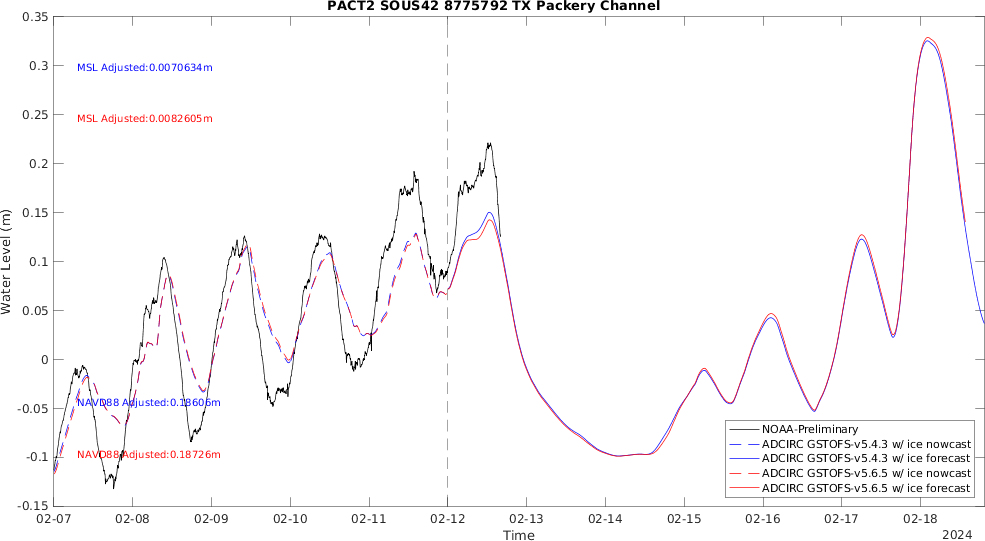 PACT2 SOUS42 8775792 TX Packery Channel
0.35
0.3
0.25
0.2
0.15
0.1
0.05
0
-0.05
-0.1
-0.15
Water Level (m)
MSL Adjusted:0.0070634m
MSL Adjusted:0.0082605m
NAVD88 Adjusted:0.18606m
NAVD88 Adjusted:0.18726m
NOAA-Preliminary
ADCIRC GSTOFS-v5.4.3 w/ ice nowcast
ADCIRC GSTOFS-v5.4.3 w/ ice forecast
ADCIRC GSTOFS-v5.6.5 w/ ice nowcast
ADCIRC GSTOFS-v5.6.5 w/ ice forecast
02-07 02-08 02-09 02-10 02-11 02-12 02-13 02-14 02-15 02-16 02-17 02-18
Time
2024